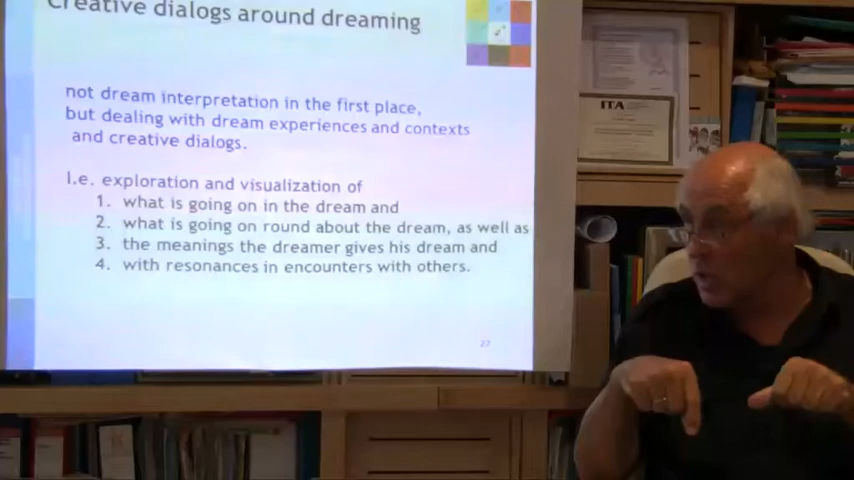 Creative dialogs around dreaming
not dream interpretation in the first place,
but dealing with dream experiences and contexts
and creative dialogs.
I.e. exploration and visualization of
1. what is going on in the dream and
2. what is going on round about the dream, as well as
3. the meanings the dreamer gives his dream and
4. with resonances in encounters with others.
27
ITA